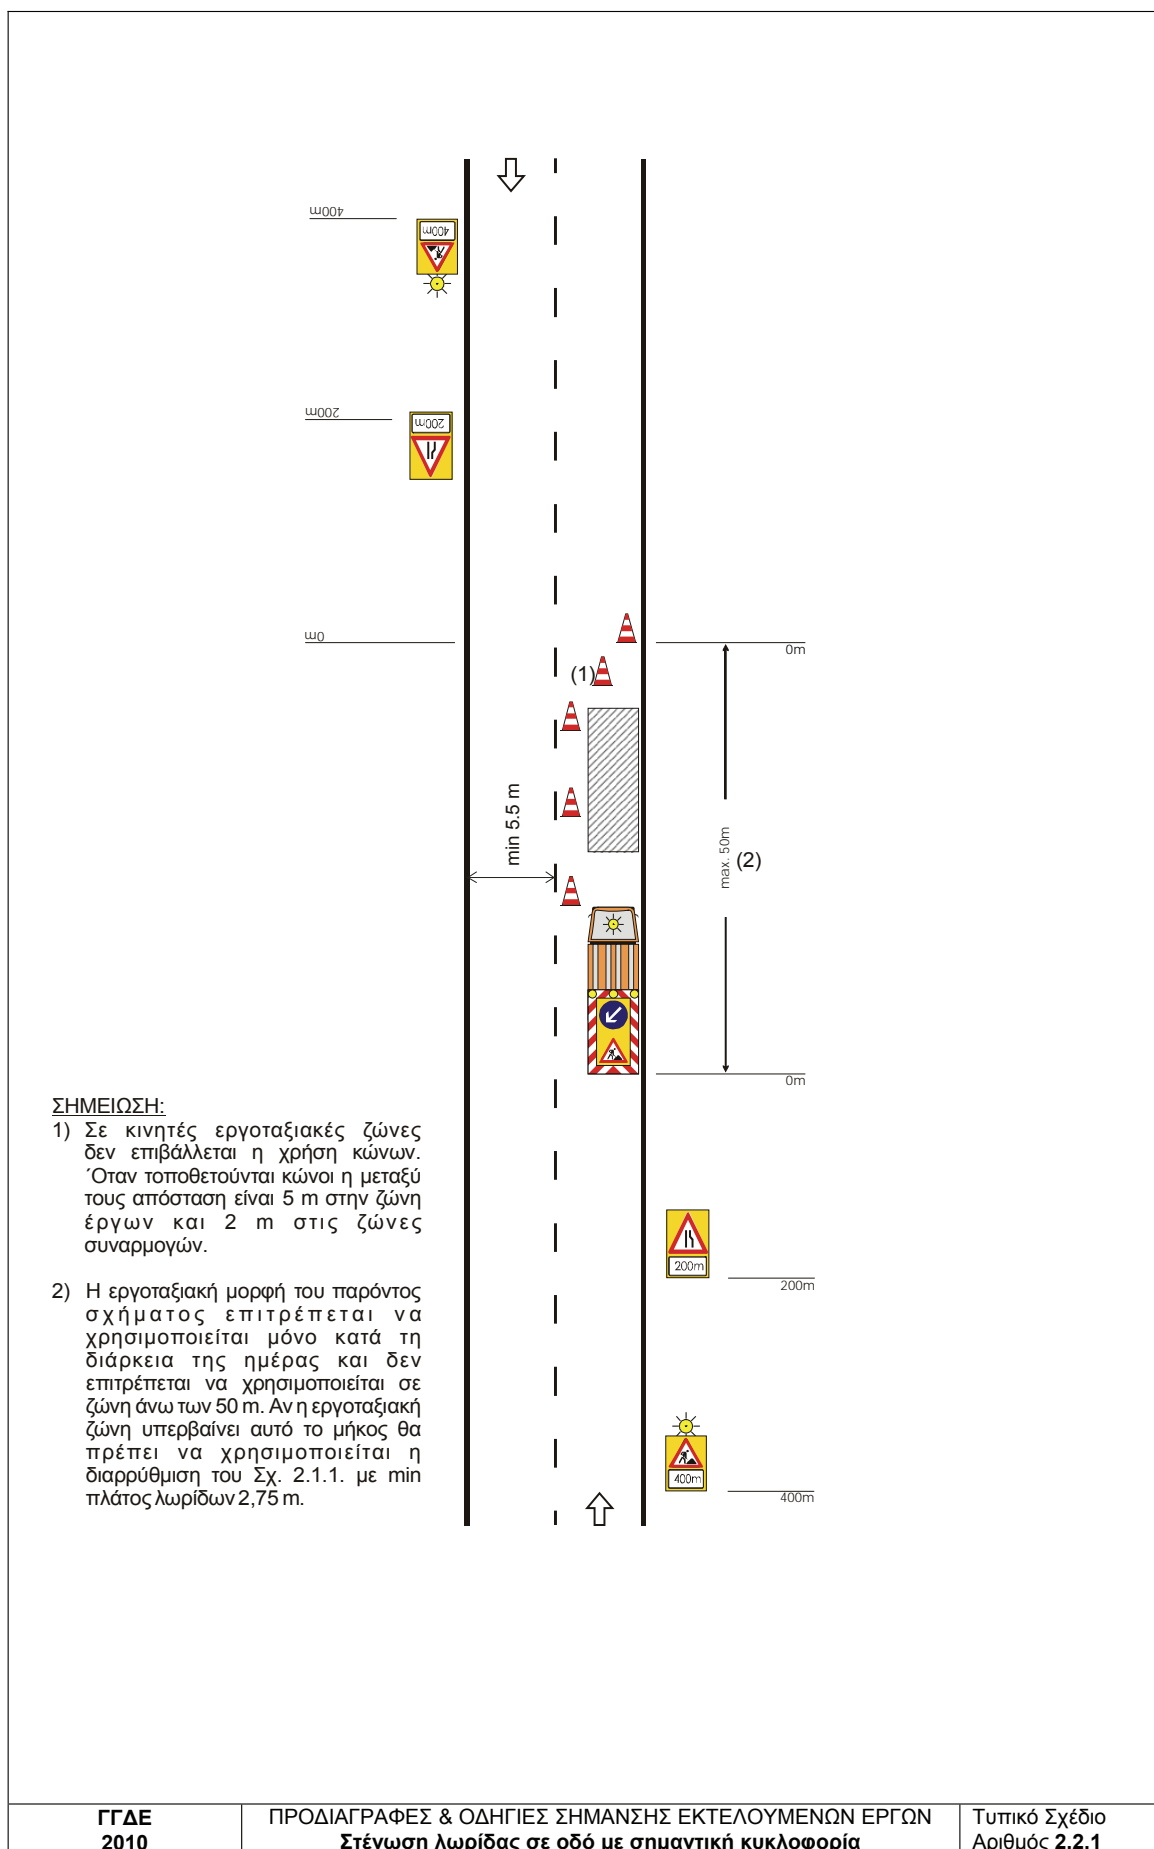 400m
400m
200m
200m
0m
0m
(1)
min 5.5 m
max. 50m
(2)
0m
ΣΗΜΕΙΩΣΗ:
1) Σε κινητές εργοταξιακές ζώνες
δεν επιβάλλεται η χρήση κώνων.
΄Οταν τοποθετούνται κώνοι η μεταξύ
τους απόσταση είναι 5 m στην ζώνη
έργων και 2 m στις ζώνες
συναρμογών.
2) Η εργοταξιακή μορφή του παρόντος
σχήματος επιτρέπεται να
χρησιμοποιείται μόνο κατά τη
διάρκεια της ημέρας και δεν
επιτρέπεται να χρησιμοποιείται σε
ζώνη άνω των 50 m. Αν η εργοταξιακή
ζώνη υπερβαίνει αυτό το μήκος θα
πρέπει να χρησιμοποιείται η
διαρρύθμιση του Σχ. 2.1.1. με min
πλάτος λωρίδων 2,75 m.
200m
200m
400m
400m
ΓΓΔΕ
2010
ΠΡΟΔΙΑΓΡΑΦΕΣ & ΟΔΗΓΙΕΣ ΣΗΜΑΝΣΗΣ ΕΚΤΕΛΟΥΜΕΝΩΝ ΕΡΓΩΝ
Στένωση λωρίδας σε οδό με σημαντική κυκλοφορία
Τυπικό Σχέδιο
Αριθμός 2.2.1